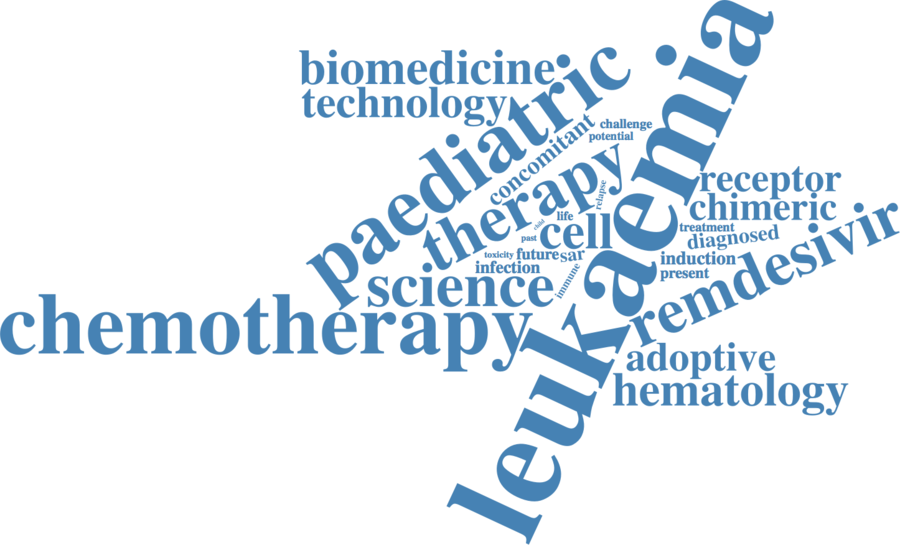 leukaemia
biomedicine
paediatric
technology
concomitant
challenge
potential
therapy
relapse
receptor
chimeric
remdesivir
life
child
cell
treatment
diagnosed
past
toxicity
future
sar
induction
infection
immune
present
science
chemotherapy
adoptive
hematology